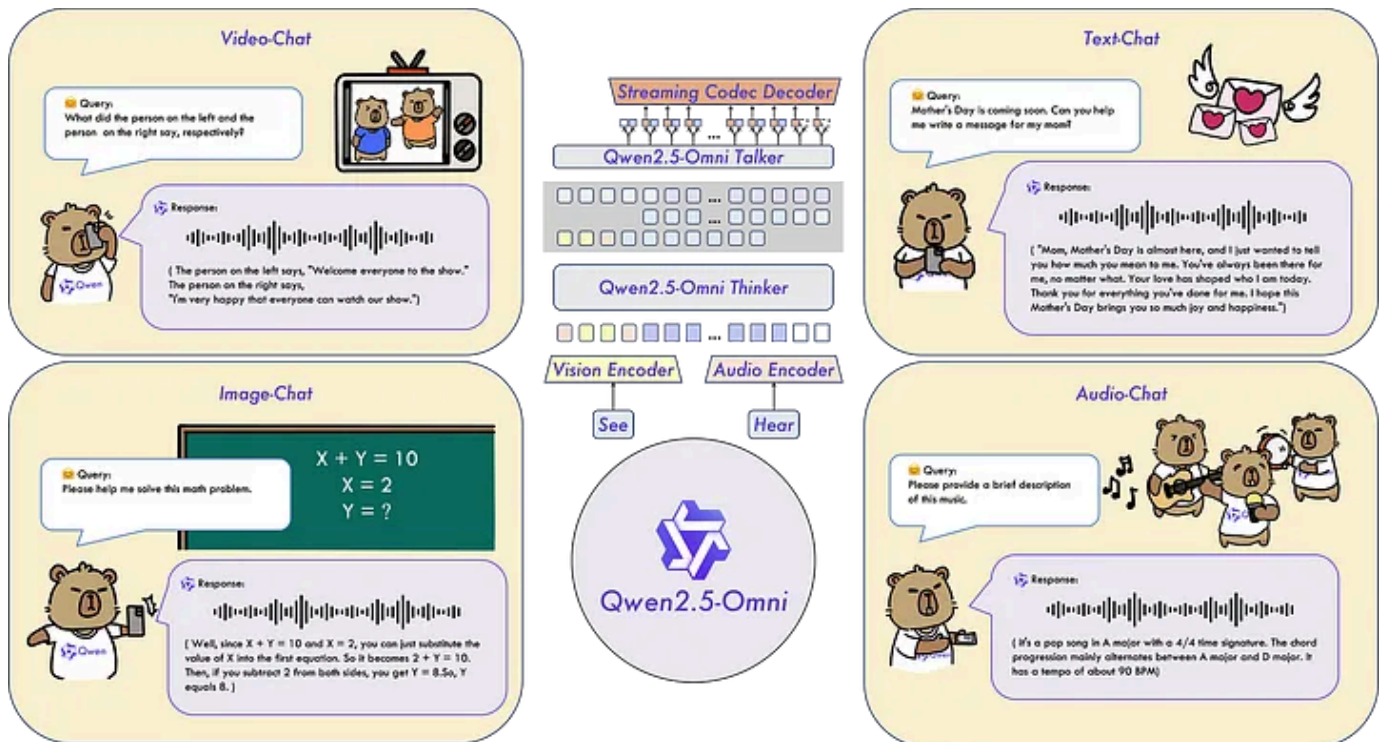 Video-Chat
Query:
What did the person on the left and the
person on the right say, respectively?
Response:
( The person on the left says, "Welcome everyone to the show."
The person on the right says,
"I'm very happy that everyone can watch our show.")
Qwen
Image-Chat
X + Y = 10
X = 2
Y = ?
Query:
Please help me solve this math problem.
Response:
( Well, since X + Y = 10 and X = 2, you can just substitute the
value of X into the first equation. So it becomes 2 + Y = 10.
Then, if you subtract 2 from both sides, you get Y = 8.So, Y
equals 8. )
Qwen
Streaming Codec Decoder
...
Qwen2.5-Omni Talker
...
...
Qwen2.5-Omni Thinker
...
Vision Encoder
Audio Encoder
See
Hear
Qwen2.5-Omni
Text-Chat
Query:
Mother's Day is coming soon. Can you help
me write a message for my mom?
Response:
( "Mom, Mother's Day is almost here, and I just wanted to tell
you how much you mean to me. You've always been there for
me, no matter what. Your love has shaped who I am today.
Thank you for everything you've done for me. I hope this
Mother's Day brings you so much joy and happiness.")
Audio-Chat
Query:
Please provide a brief description
of this music.
Response:
( It's a pop song in A major with a 4/4 time signature. The chord
progression mainly alternates between A major and D major. It
has a tempo of about 90 BPM)